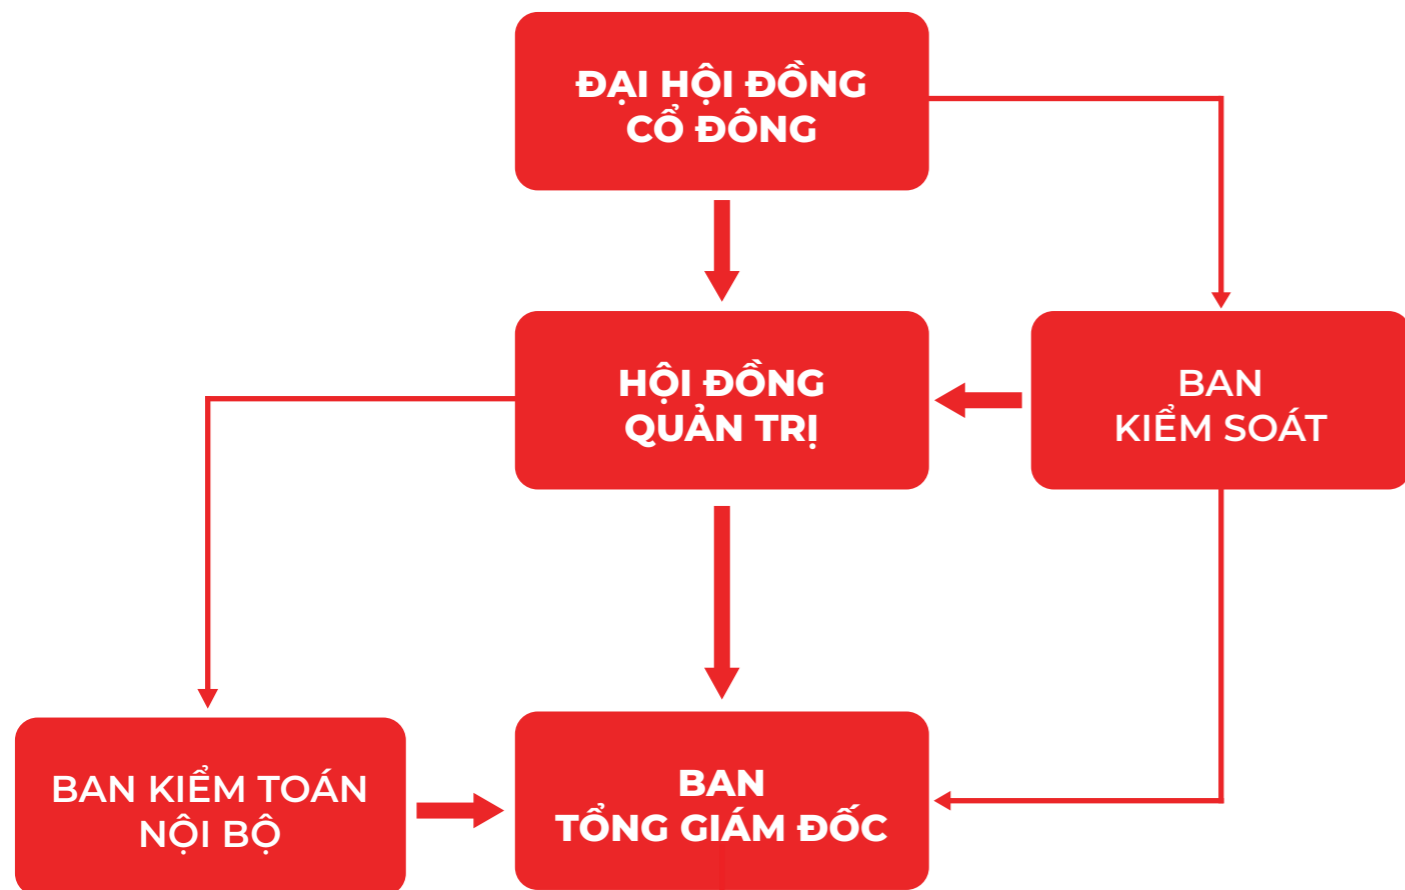 ĐẠI HỘI ĐỒNG
CỔ ĐÔNG
HỘI ĐỒNG
QUẢN TRỊ
BAN
KIỂM SOÁT
BAN KIỂM TOÁN
NỘI BỘ
BAN
TỔNG GIÁM ĐỐC